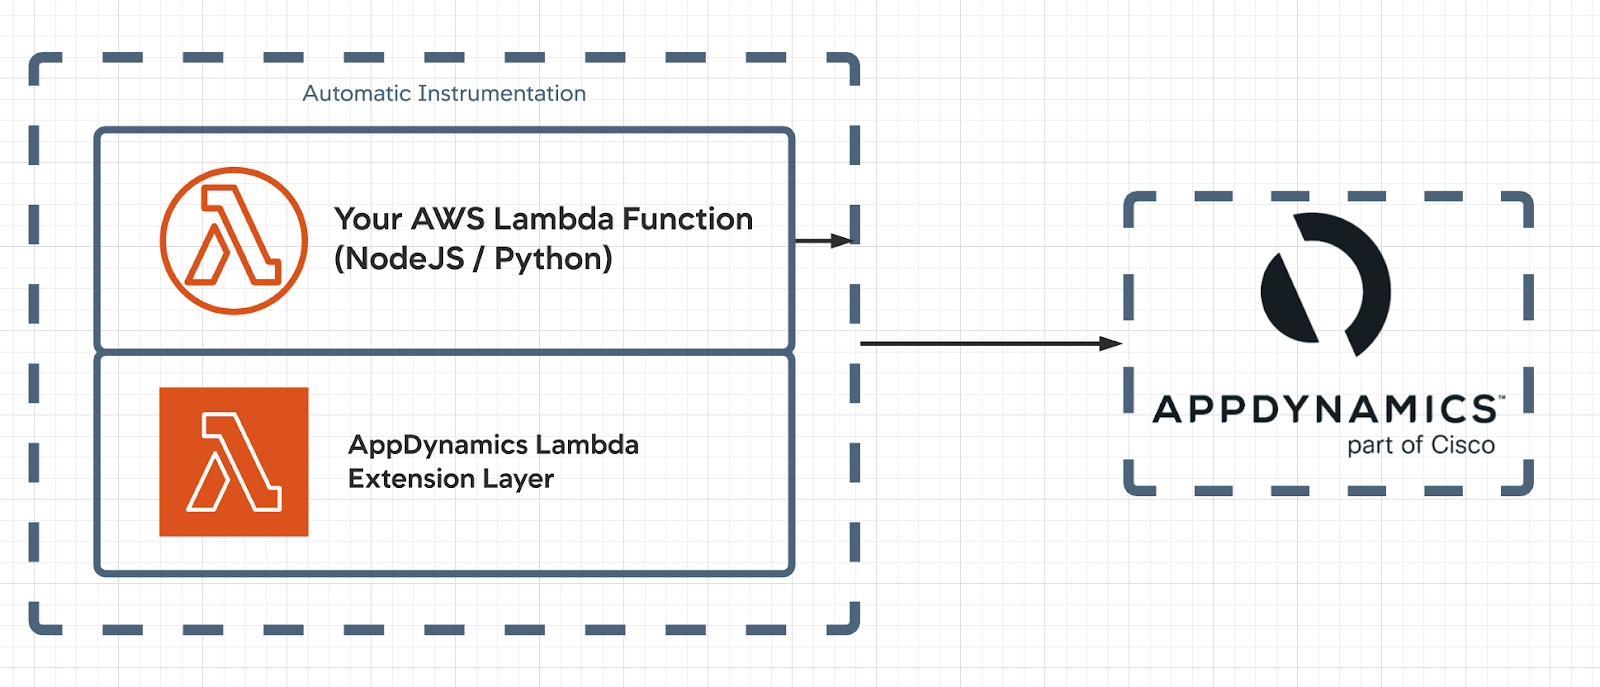 Automatic Instrumentation
Your AWS Lambda Function
(NodeJS / Python)
AppDynamics Lambda
Extension Layer
APPDYNAMICS™
part of Cisco